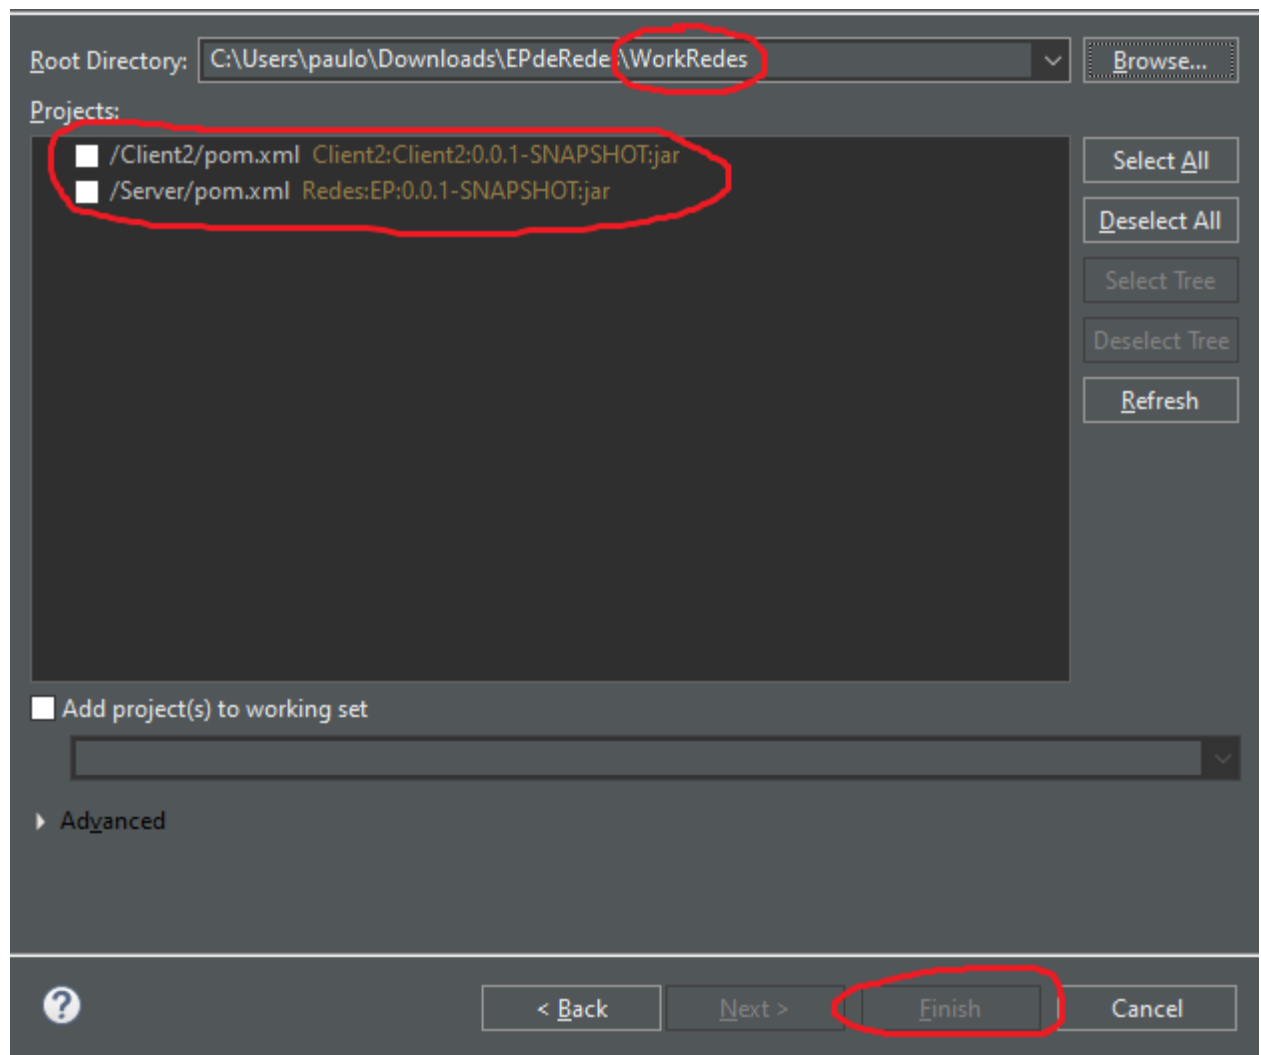 Root Directory: C:\Users\paulo\Downloads\EPdeRedes\WorkRedes Browse...
Projects:
/Client2/pom.xml Client2:Client2:0.0.1-SNAPSHOT:jar
/Server/pom.xml Redes:EP:0.0.1-SNAPSHOT:jar
Select All
Deselect All
Select Tree
Deselect Tree
Refresh
Add project(s) to working set
Advanced
? < Back Next > Finish Cancel